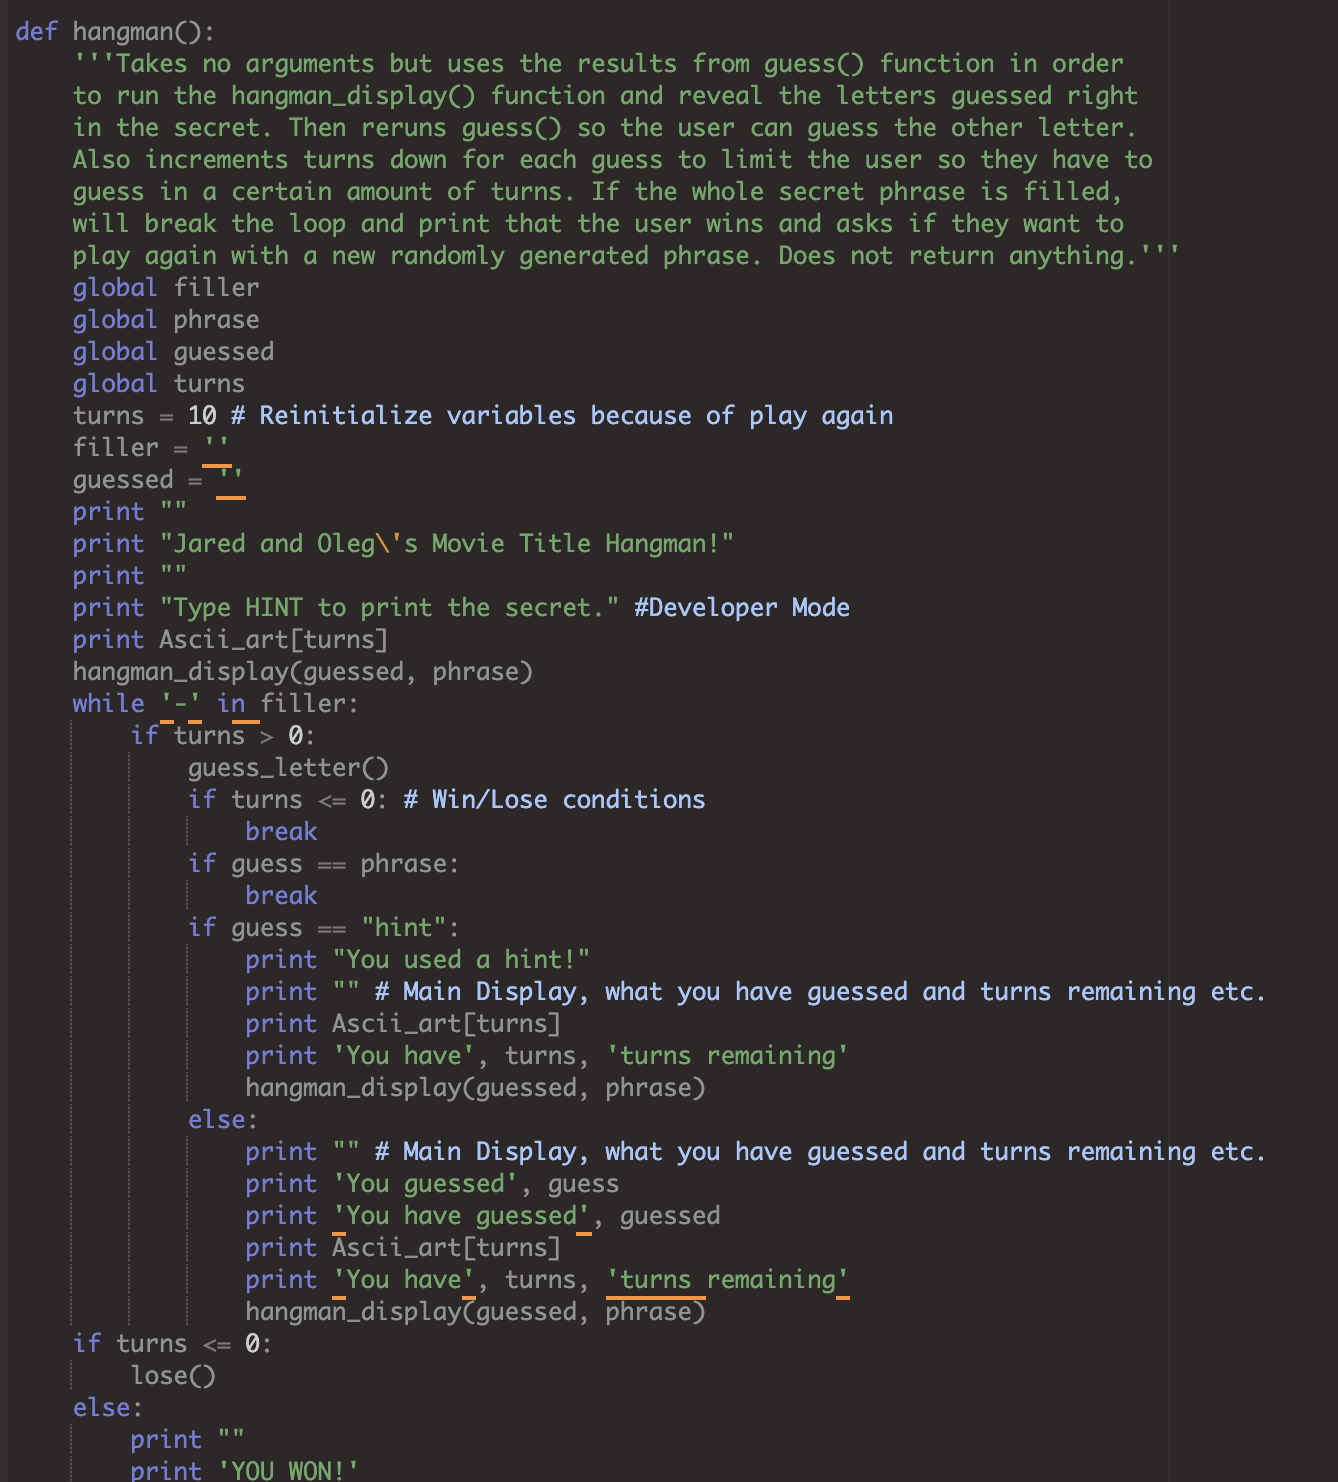 def hangman():
    '''Takes no arguments but uses the results from guess() function in order
    to run the hangman_display() function and reveal the letters guessed right
    in the secret. Then reruns guess() so the user can guess the other letter.
    Also increments turns down for each guess to limit the user so they have to
    guess in a certain amount of turns. If the whole secret phrase is filled,
    will break the loop and print that the user wins and asks if they want to
    play again with a new randomly generated phrase. Does not return anything.'''
    global filler
    global phrase
    global guessed
    global turns
    turns = 10 # Reinitialize variables because of play again
    filler = ''
    guessed = ''
    print ""
    print "Jared and Oleg\'s Movie Title Hangman!"
    print ""
    print "Type HINT to print the secret." #Developer Mode
    print Ascii_art[turns]
    hangman_display(guessed, phrase)
    while '-' in filler:
        if turns > 0:
            guess_letter()
            if turns <= 0: # Win/Lose conditions
                break
            if guess == phrase:
                break
            if guess == "hint":
                print "You used a hint!"
                print "" # Main Display, what you have guessed and turns remaining etc.
                print Ascii_art[turns]
                print 'You have', turns, 'turns remaining'
                hangman_display(guessed, phrase)
            else:
                print "" # Main Display, what you have guessed and turns remaining etc.
                print 'You guessed', guess
                print 'You have guessed', guessed
                print Ascii_art[turns]
                print 'You have', turns, 'turns remaining'
                hangman_display(guessed, phrase)
    if turns <= 0:
        lose()
    else:
        print ""
        print 'YOU WON!'